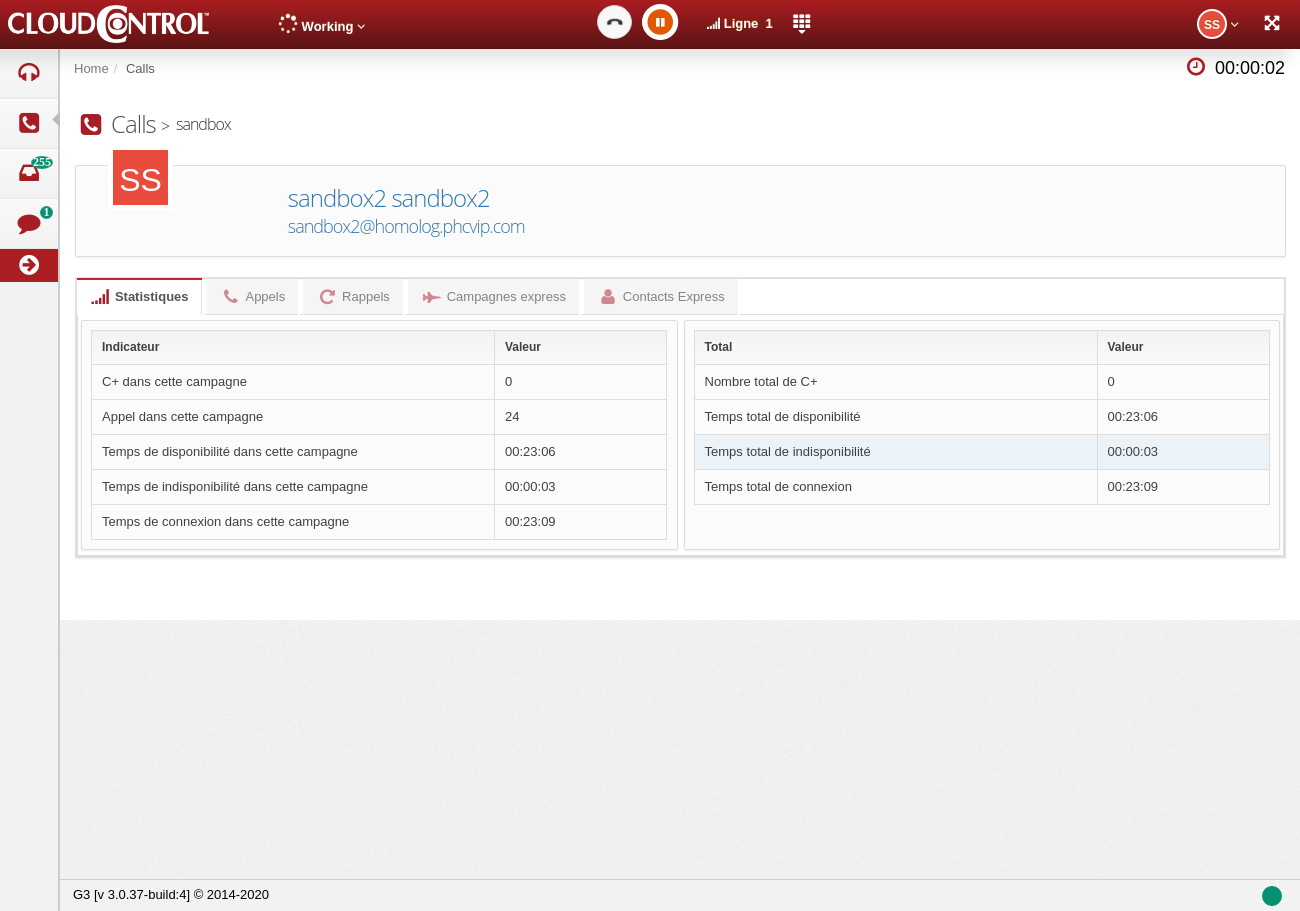 CLOUDCONTROL™
Working
Ligne 1
SS
255
1
Home / Calls
00:00:02
Calls > sandbox
SS
sandbox2 sandbox2
sandbox2@homolog.phcvip.com
Statistiques Appels Rappels Campagnes express Contacts Express
Indicateur Valeur
C+ dans cette campagne 0
Appel dans cette campagne 24
Temps de disponibilité dans cette campagne 00:23:06
Temps de indisponibilité dans cette campagne 00:00:03
Temps de connexion dans cette campagne 00:23:09
Total Valeur
Nombre total de C+ 0
Temps total de disponibilité 00:23:06
Temps total de indisponibilité 00:00:03
Temps total de connexion 00:23:09
G3 [v 3.0.37-build:4] © 2014-2020